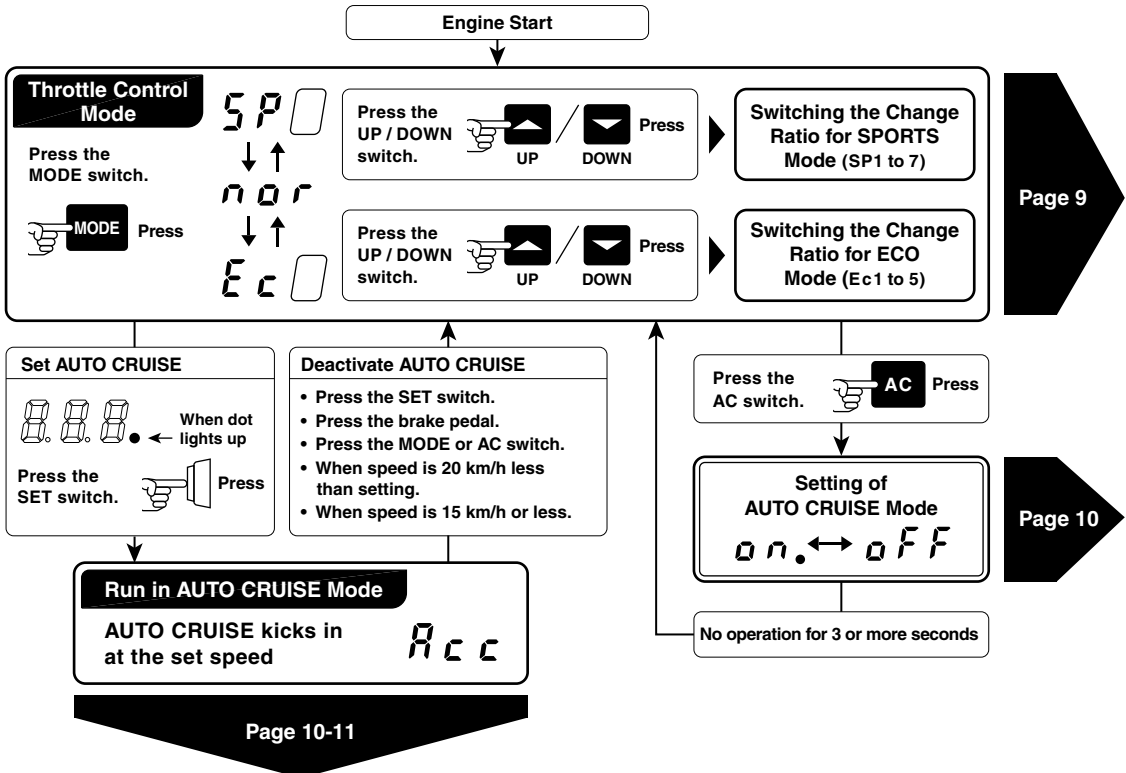 Engine Start
Throttle Control
Mode
Press the
MODE switch.
MODE
Press
SP
nor
Ec
Press the
UP / DOWN
switch.
UP
DOWN
Press
Switching the Change
Ratio for SPORTS
Mode (SP1 to 7)
Press the
UP / DOWN
switch.
UP
DOWN
Press
Switching the Change
Ratio for ECO
Mode (Ec1 to 5)
Page 9
Set AUTO CRUISE
8.8.8.
When dot
lights up
Press the
SET switch.
Press
Deactivate AUTO CRUISE
• Press the SET switch.
• Press the brake pedal.
• Press the MODE or AC switch.
• When speed is 20 km/h less
than setting.
• When speed is 15 km/h or less.
Press the
AC switch.
AC
Press
Setting of
AUTO CRUISE Mode
on. ↔ oFF
Page 10
No operation for 3 or more seconds
Run in AUTO CRUISE Mode
AUTO CRUISE kicks in
at the set speed
Acc
Page 10-11